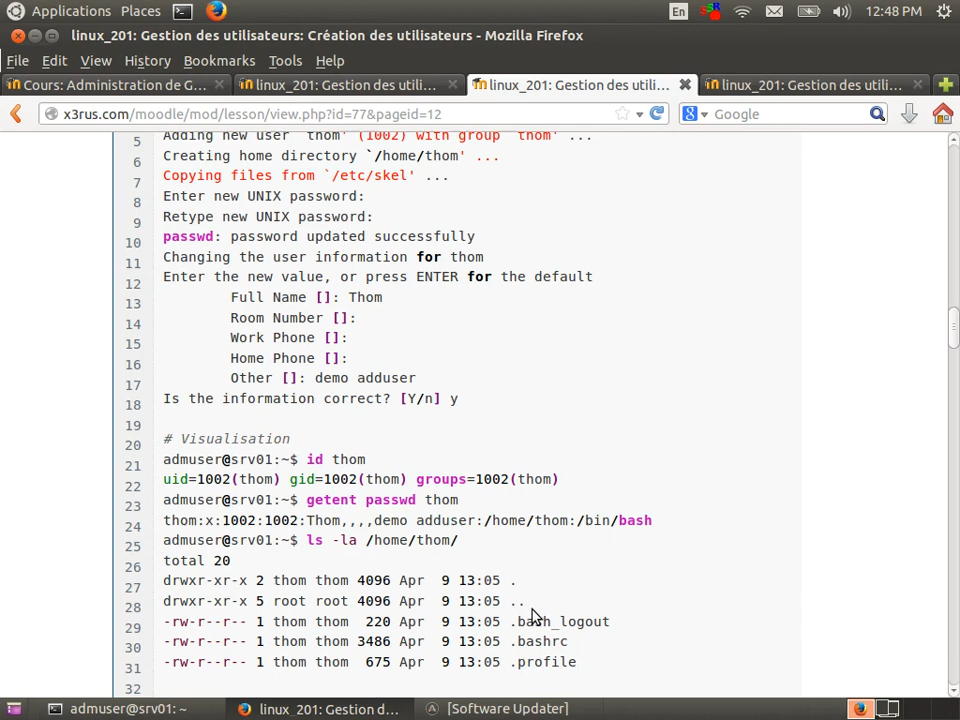 Applications Places En 12:48 PM
linux_201: Gestion des utilisateurs: Création des utilisateurs - Mozilla Firefox
File Edit View History Bookmarks Tools Help
Cours: Administration de G... linux_201: Gestion des utili... linux_201: Gestion des utili... linux_201: Gestion des utili...
x3rus.com/moodle/mod/lesson/view.php?id=77&pageid=12 Google
5 Adding new user `thom' (1002) with group `thom' ...
6 Creating home directory `/home/thom' ...
7 Copying files from `/etc/skel' ...
8 Enter new UNIX password:
9 Retype new UNIX password:
10 passwd: password updated successfully
11 Changing the user information for thom
12 Enter the new value, or press ENTER for the default
13 Full Name []: Thom
14 Room Number []:
15 Work Phone []:
16 Home Phone []:
17 Other []: demo adduser
18 Is the information correct? [Y/n] y
19
20 # Visualisation
21 admuser@srv01:~$ id thom
22 uid=1002(thom) gid=1002(thom) groups=1002(thom)
23 admuser@srv01:~$ getent passwd thom
24 thom:x:1002:1002:Thom,,,,demo adduser:/home/thom:/bin/bash
25 admuser@srv01:~$ ls -la /home/thom/
26 total 20
27 drwxr-xr-x 2 thom thom 4096 Apr 9 13:05 .
28 drwxr-xr-x 5 root root 4096 Apr 9 13:05 ..
29 -rw-r--r-- 1 thom thom 220 Apr 9 13:05 .bash_logout
30 -rw-r--r-- 1 thom thom 3486 Apr 9 13:05 .bashrc
31 -rw-r--r-- 1 thom thom 675 Apr 9 13:05 .profile
32
admuser@srv01: ~ linux_201: Gestion d... [Software Updater]